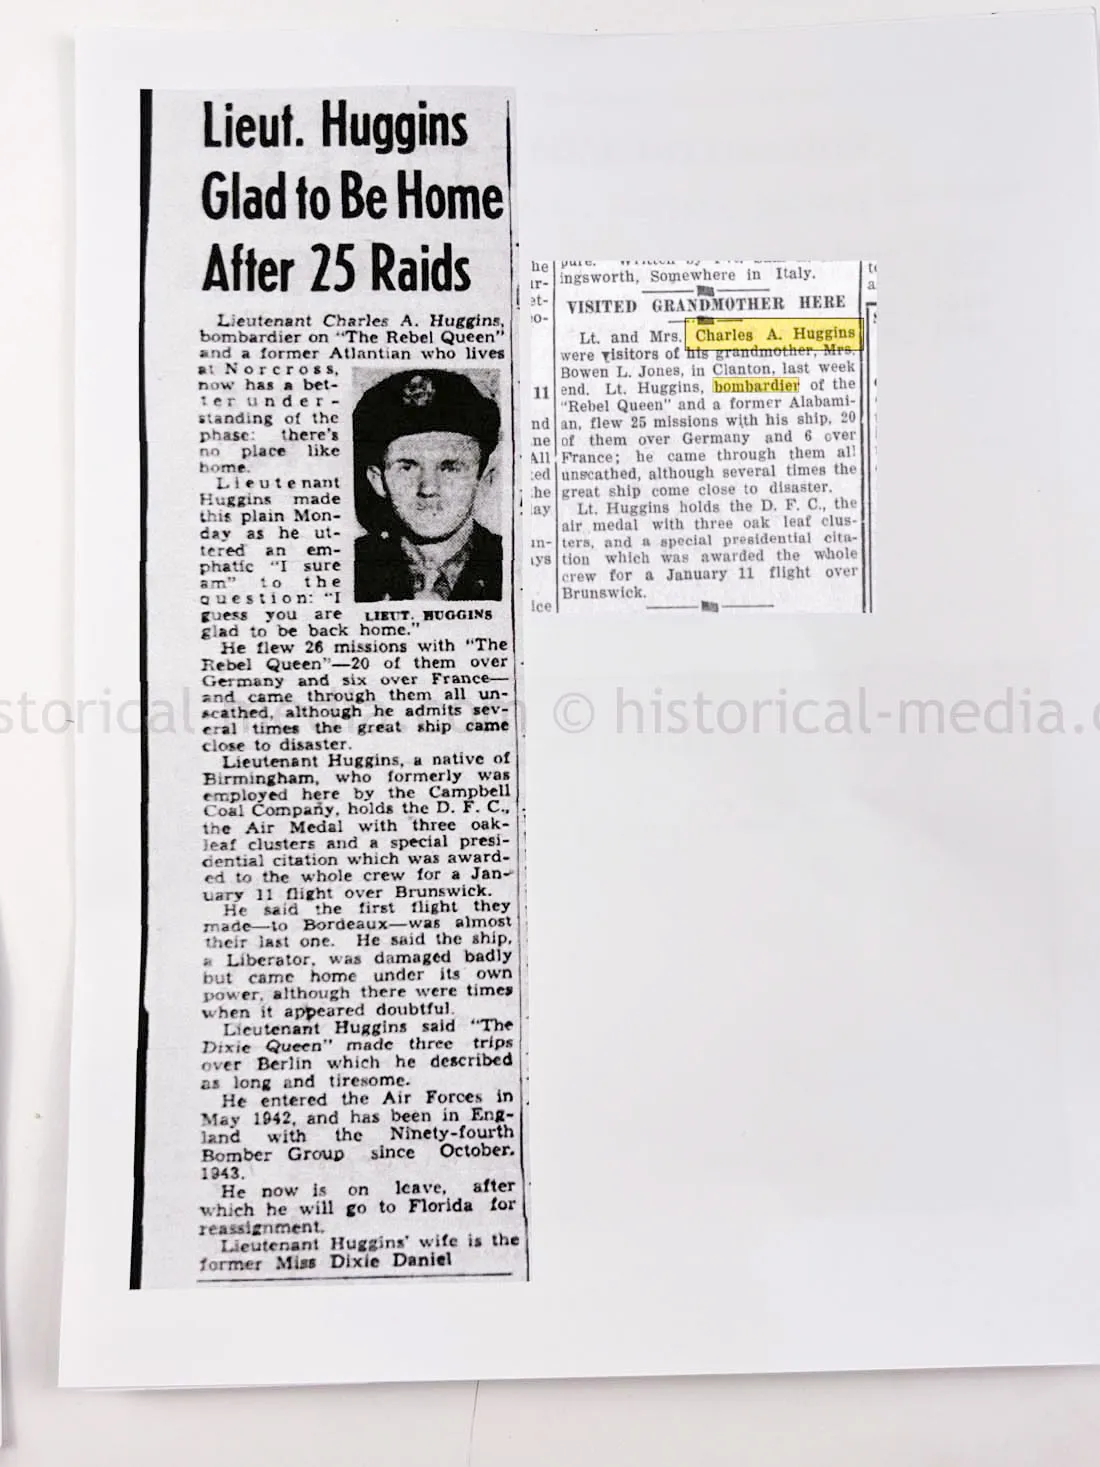 Lieut. Huggins
Glad to Be Home
After 25 Raids
Lieutenant Charles A. Huggins,
bombardier on "The Rebel Queen"
and a former Atlantian who lives
at Norcross,
now has a bet-
ter under-
standing of the
phase: there's
no place like
home.
Lieutenant
Huggins made
this plain Mon-
day as he ut-
tered an em-
phatic "I sure
am" to the
question: "I
guess you are
glad to be back home."
LIEUT. HUGGINS
He flew 26 missions with "The
Rebel Queen"—20 of them over
Germany and six over France—
and came through them all un-
scathed, although he admits sev-
eral times the great ship came
close to disaster.
Lieutenant Huggins, a native of
Birmingham, who formerly was
employed here by the Campbell
Coal Company, holds the D. F. C.,
the Air Medal with three oak-
leaf clusters and a special presi-
dential citation which was award-
ed to the whole crew for a Jan-
uary 11 flight over Brunswick.
He said the first flight they
made—to Bordeaux—was almost
their last one. He said the ship,
a Liberator, was damaged badly
but came home under its own
power, although there were times
when it appeared doubtful.
Lieutenant Huggins said "The
Dixie Queen" made three trips
over Berlin which he described
as long and tiresome.
He entered the Air Forces in
May 1942, and has been in Eng-
land with the Ninety-fourth
Bomber Group since October,
1943.
He now is on leave, after
which he will go to Florida for
reassignment.
Lieutenant Huggins' wife is the
former Miss Dixie Daniel
ingsworth, Somewhere in Italy.
VISITED GRANDMOTHER HERE
Lt. and Mrs. Charles A. Huggins
were visitors of his grandmother, Mrs.
Bowen L. Jones, in Clanton, last week
end. Lt. Huggins, bombardier of the
"Rebel Queen" and a former Alabami-
an, flew 25 missions with his ship, 20
of them over Germany and 6 over
France; he came through them all
unscathed, although several times the
great ship come close to disaster.
Lt. Huggins holds the D. F. C., the
air medal with three oak leaf clus-
ters, and a special presidential cita-
tion which was awarded the whole
crew for a January 11 flight over
Brunswick.
he
ur-
et-
o-
11
nd
ne
All
ed
he
ay
in-
ys
ice
© historical-media.c